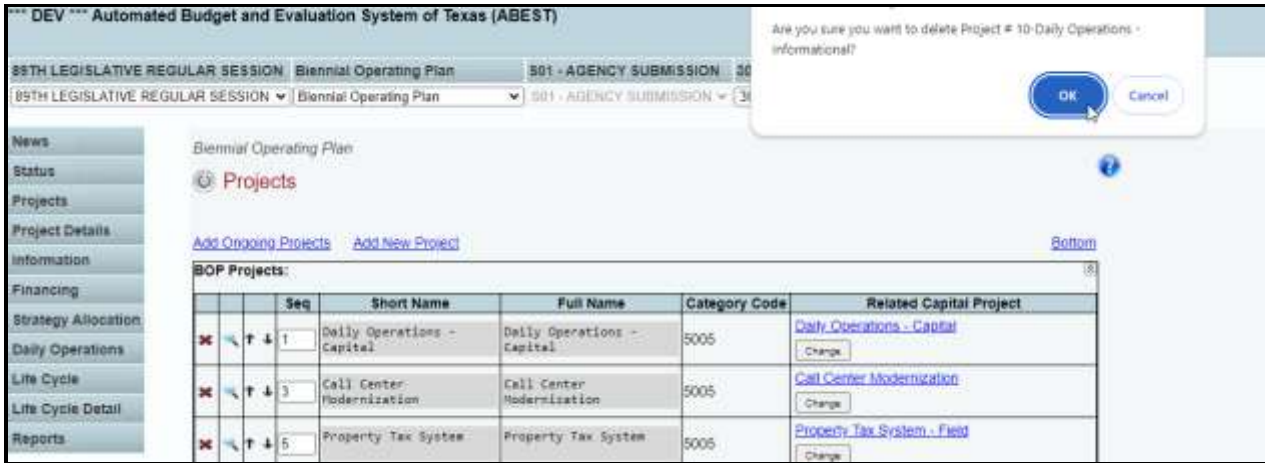 *** DEV *** Automated Budget and Evaluation System of Texas (ABEST)
Are you sure you want to delete Project # 10-Daily Operations -
informational?
OK Cancel
89TH LEGISLATIVE REGULAR SESSION Biennial Operating Plan S01 - AGENCY SUBMISSION
89TH LEGISLATIVE REGULAR SESSION Biennial Operating Plan S01 - AGENCY SUBMISSION
News
Status
Projects
Project Details
Information
Financing
Strategy Allocation
Daily Operations
Life Cycle
Life Cycle Detail
Reports
Biennial Operating Plan
Projects
Add Ongoing Projects Add New Project Bottom
BOP Projects:
Seq Short Name Full Name Category Code Related Capital Project
1 Daily Operations - Capital Daily Operations - Capital 5005 Daily Operations - Capital
Change
3 Call Center Modernization Call Center Modernization 5005 Call Center Modernization
Change
5 Property Tax System Property Tax System 5005 Property Tax System - Field
Change